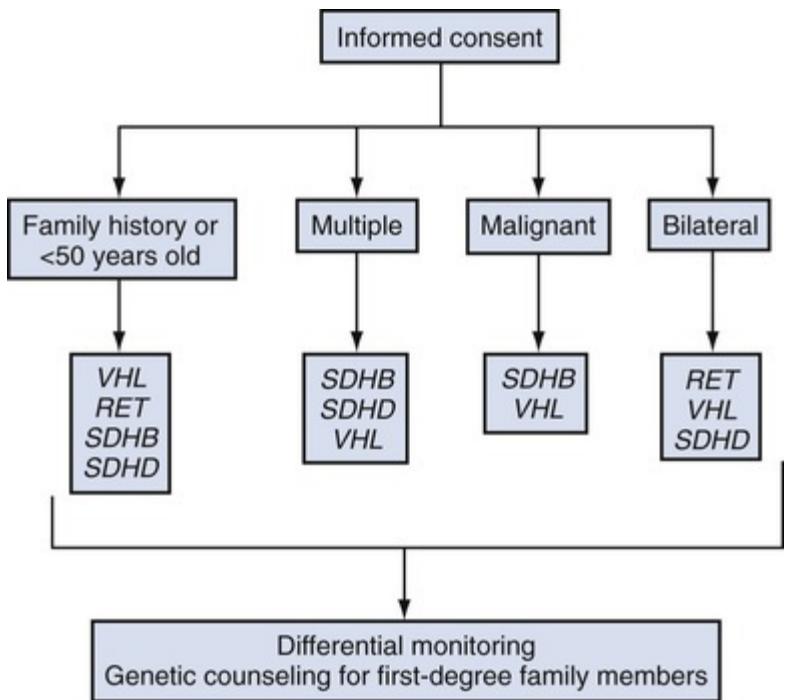 Informed consent
Family history or
<50 years old
Multiple
Malignant
Bilateral
VHL
RET
SDHB
SDHD
SDHB
SDHD
VHL
SDHB
VHL
RET
VHL
SDHD
Differential monitoring
Genetic counseling for first-degree family members